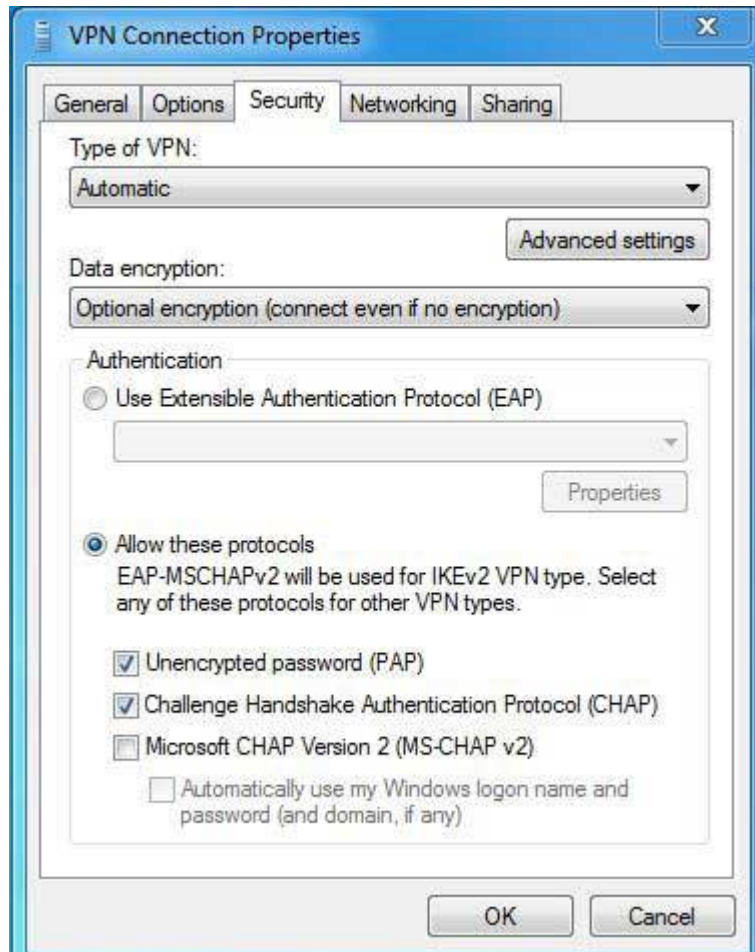 VPN Connection Properties
General Options Security Networking Sharing
Type of VPN:
Automatic
Advanced settings
Data encryption:
Optional encryption (connect even if no encryption)
Authentication
Use Extensible Authentication Protocol (EAP)
Properties
Allow these protocols
EAP-MSCHAPv2 will be used for IKEv2 VPN type. Select
any of these protocols for other VPN types.
Unencrypted password (PAP)
Challenge Handshake Authentication Protocol (CHAP)
Microsoft CHAP Version 2 (MS-CHAP v2)
Automatically use my Windows logon name and
password (and domain, if any)
OK Cancel